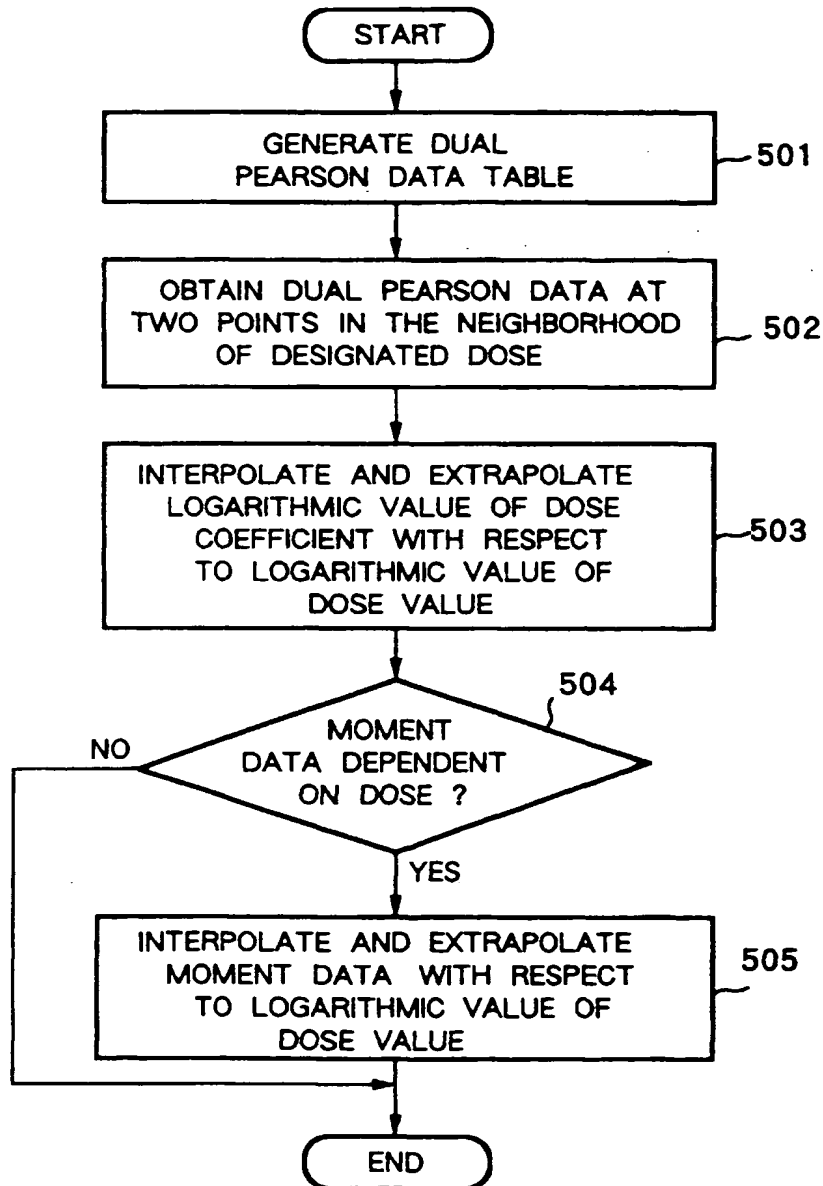 START
GENERATE DUAL
PEARSON DATA TABLE
501
OBTAIN DUAL PEARSON DATA AT
TWO POINTS IN THE NEIGHBORHOOD
OF DESIGNATED DOSE
502
INTERPOLATE AND EXTRAPOLATE
LOGARITHMIC VALUE OF DOSE
COEFFICIENT WITH RESPECT
TO LOGARITHMIC VALUE OF
DOSE VALUE
503
504
MOMENT
DATA DEPENDENT
ON DOSE ?
NO
YES
INTERPOLATE AND EXTRAPOLATE
MOMENT DATA WITH RESPECT
TO LOGARITHMIC VALUE OF
DOSE VALUE
505
END